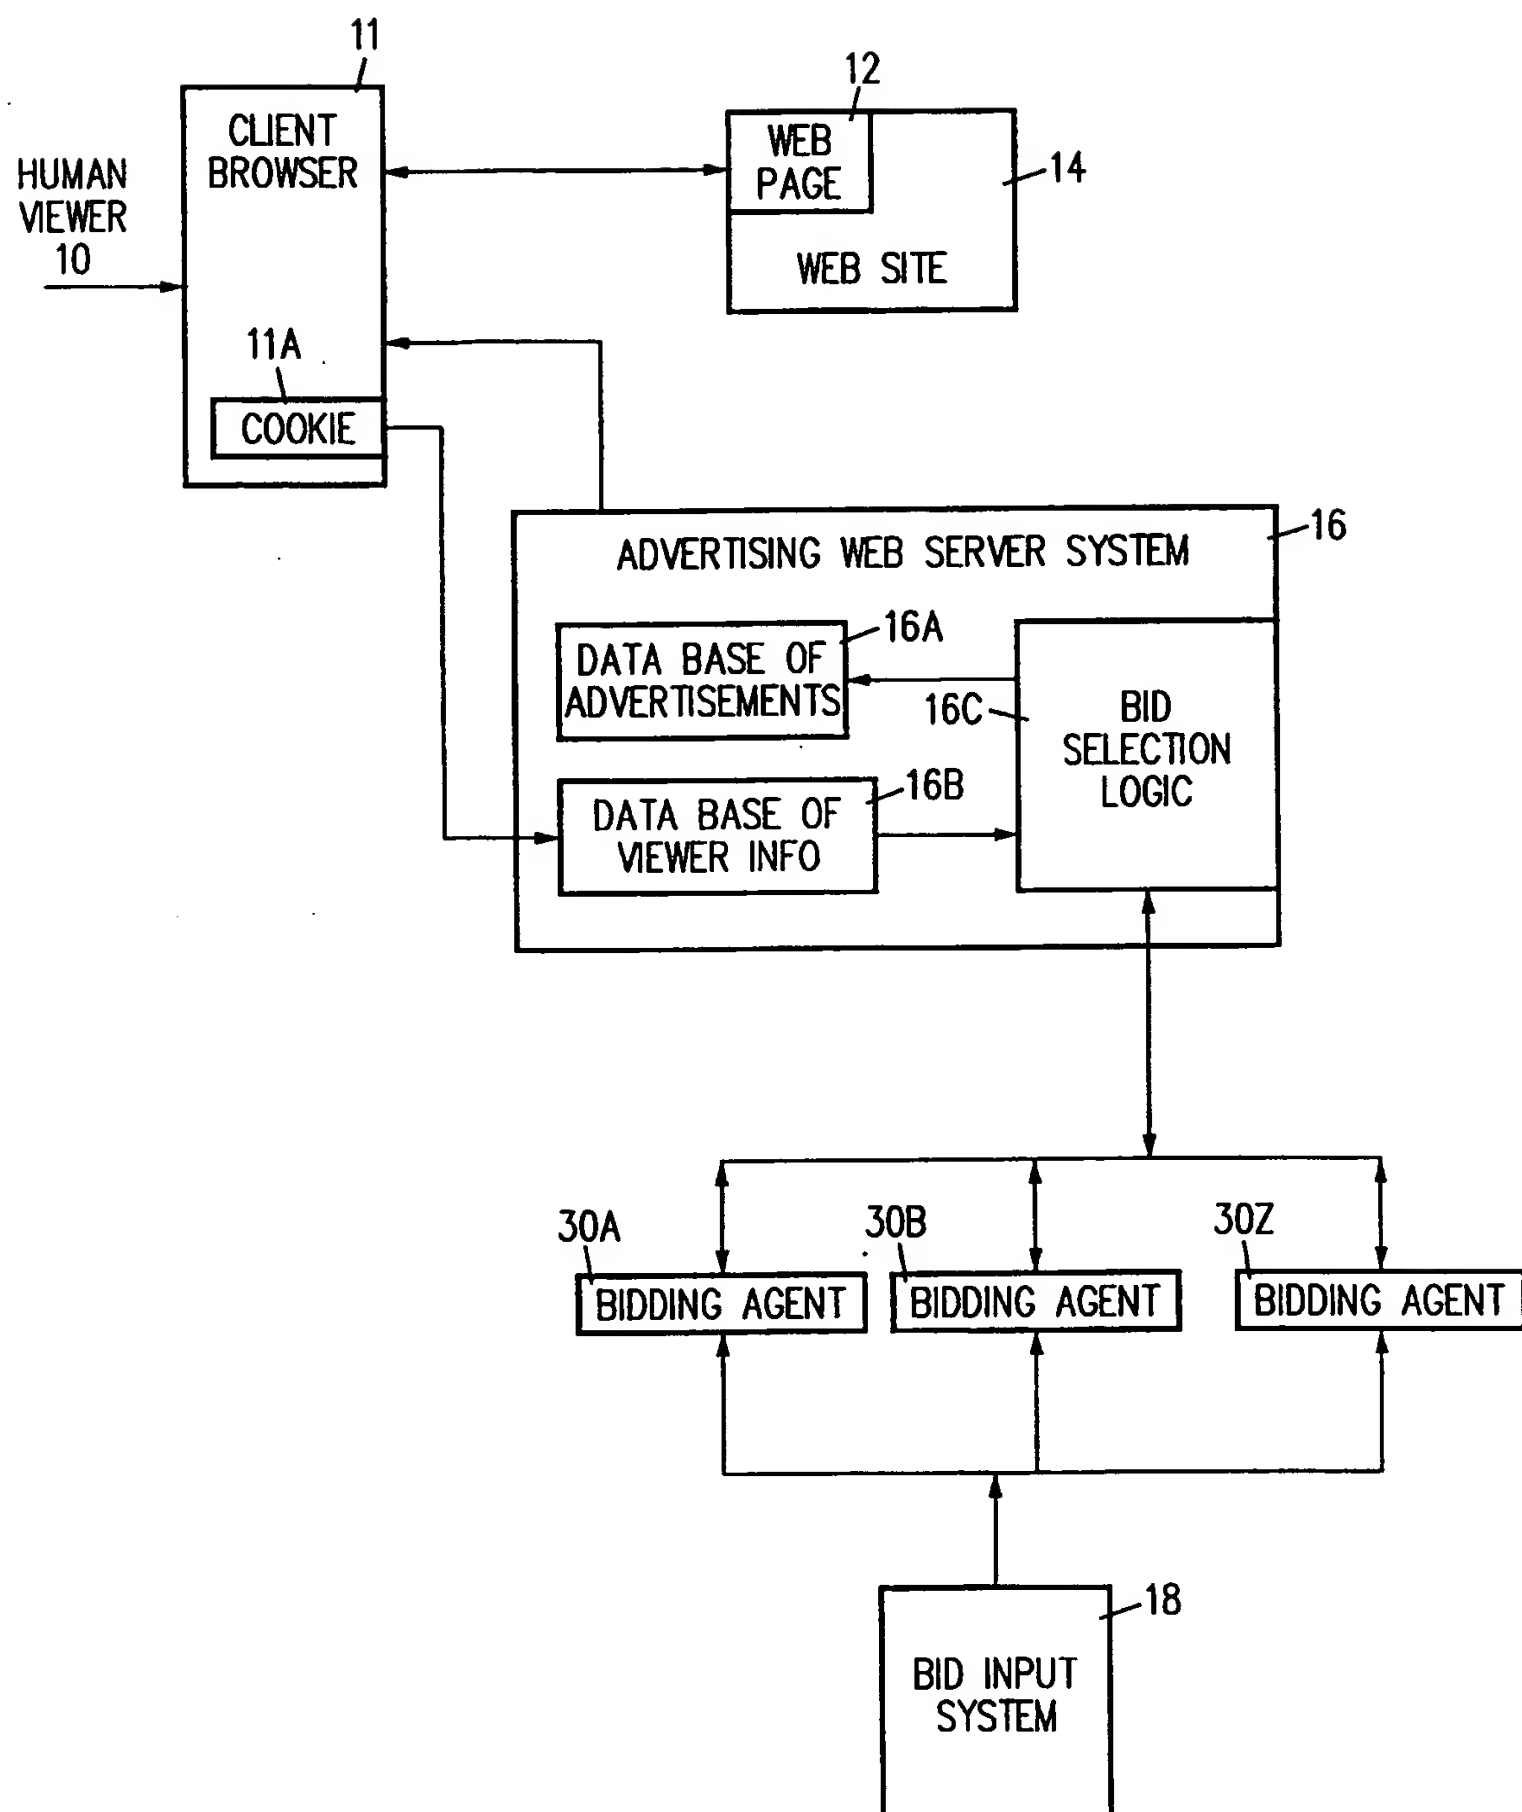 11
CLIENT
BROWSER
HUMAN
VIEWER
10
12
WEB
PAGE
14
WEB SITE
11A
COOKIE
16
ADVERTISING WEB SERVER SYSTEM
16A
DATA BASE OF
ADVERTISEMENTS
16C
BID
SELECTION
LOGIC
16B
DATA BASE OF
VIEWER INFO
30A
BIDDING AGENT
30B
BIDDING AGENT
30Z
BIDDING AGENT
18
BID INPUT
SYSTEM